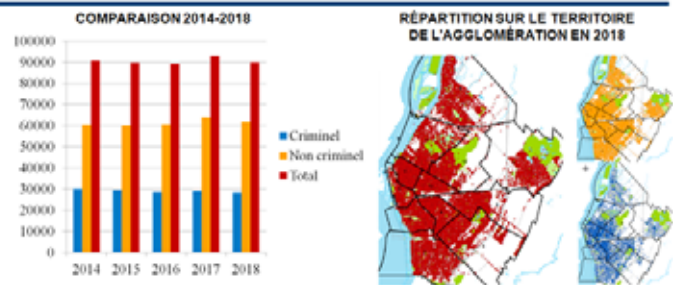 COMPARAISON 2014-2018
100000
90000
80000
70000
60000
50000
40000
30000
20000
10000
0
2014 2015 2016 2017 2018
Criminel
Non criminel
Total
RÉPARTITION SUR LE TERRITOIRE
DE L'AGGLOMÉRATION EN 2018
+